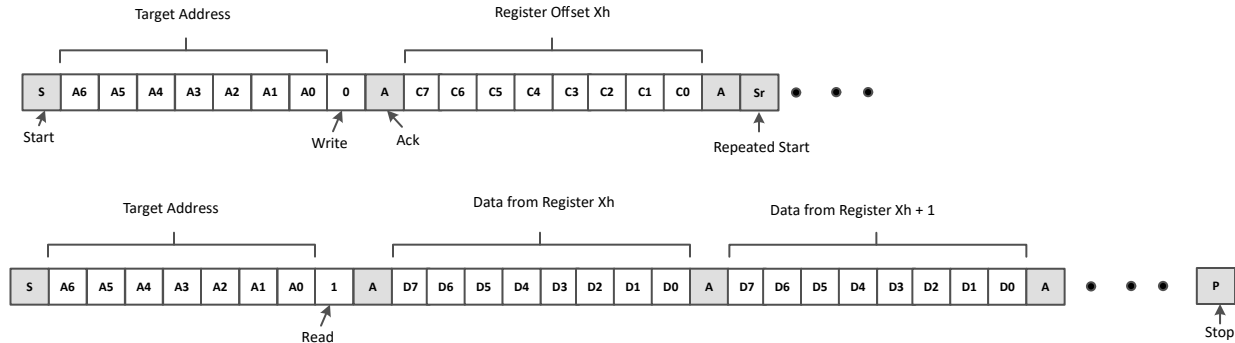 Target Address Register Offset Xh
S A6 A5 A4 A3 A2 A1 A0 0 A C7 C6 C5 C4 C3 C2 C1 C0 A Sr
Start Write Ack Repeated Start
Target Address Data from Register Xh Data from Register Xh + 1
S A6 A5 A4 A3 A2 A1 A0 1 A D7 D6 D5 D4 D3 D2 D1 D0 A D7 D6 D5 D4 D3 D2 D1 D0 A P
Read Stop